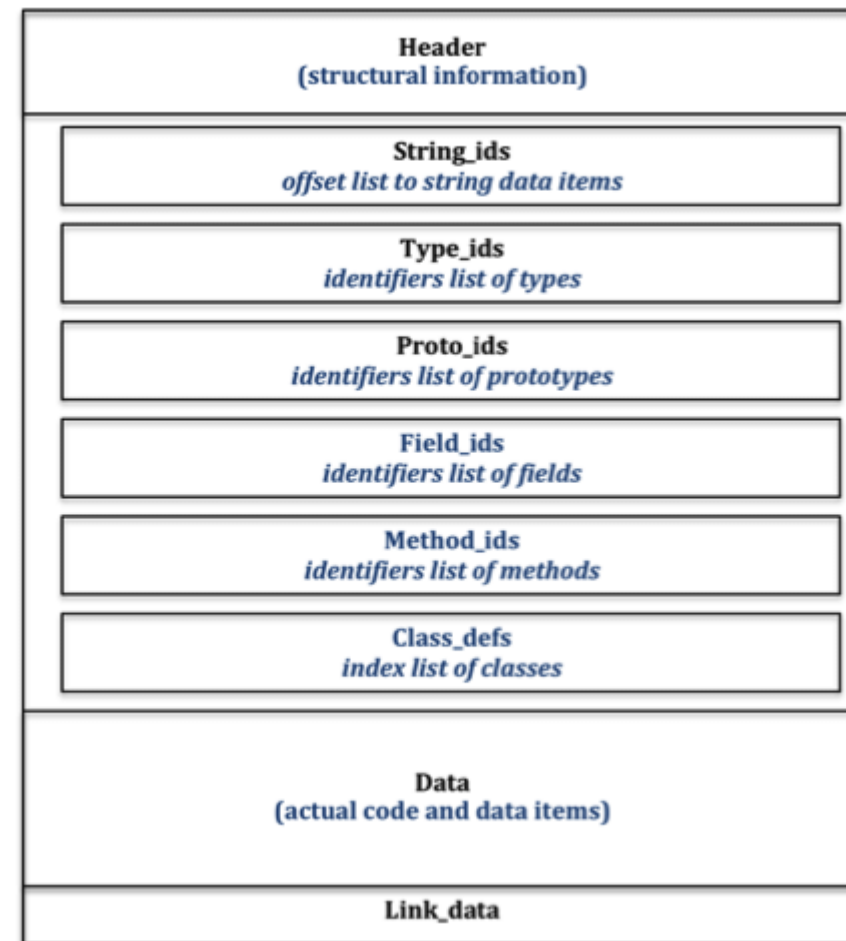 Header
(structural information)
String_ids
offset list to string data items
Type_ids
identifiers list of types
Proto_ids
identifiers list of prototypes
Field_ids
identifiers list of fields
Method_ids
identifiers list of methods
Class_defs
index list of classes
Data
(actual code and data items)
Link_data